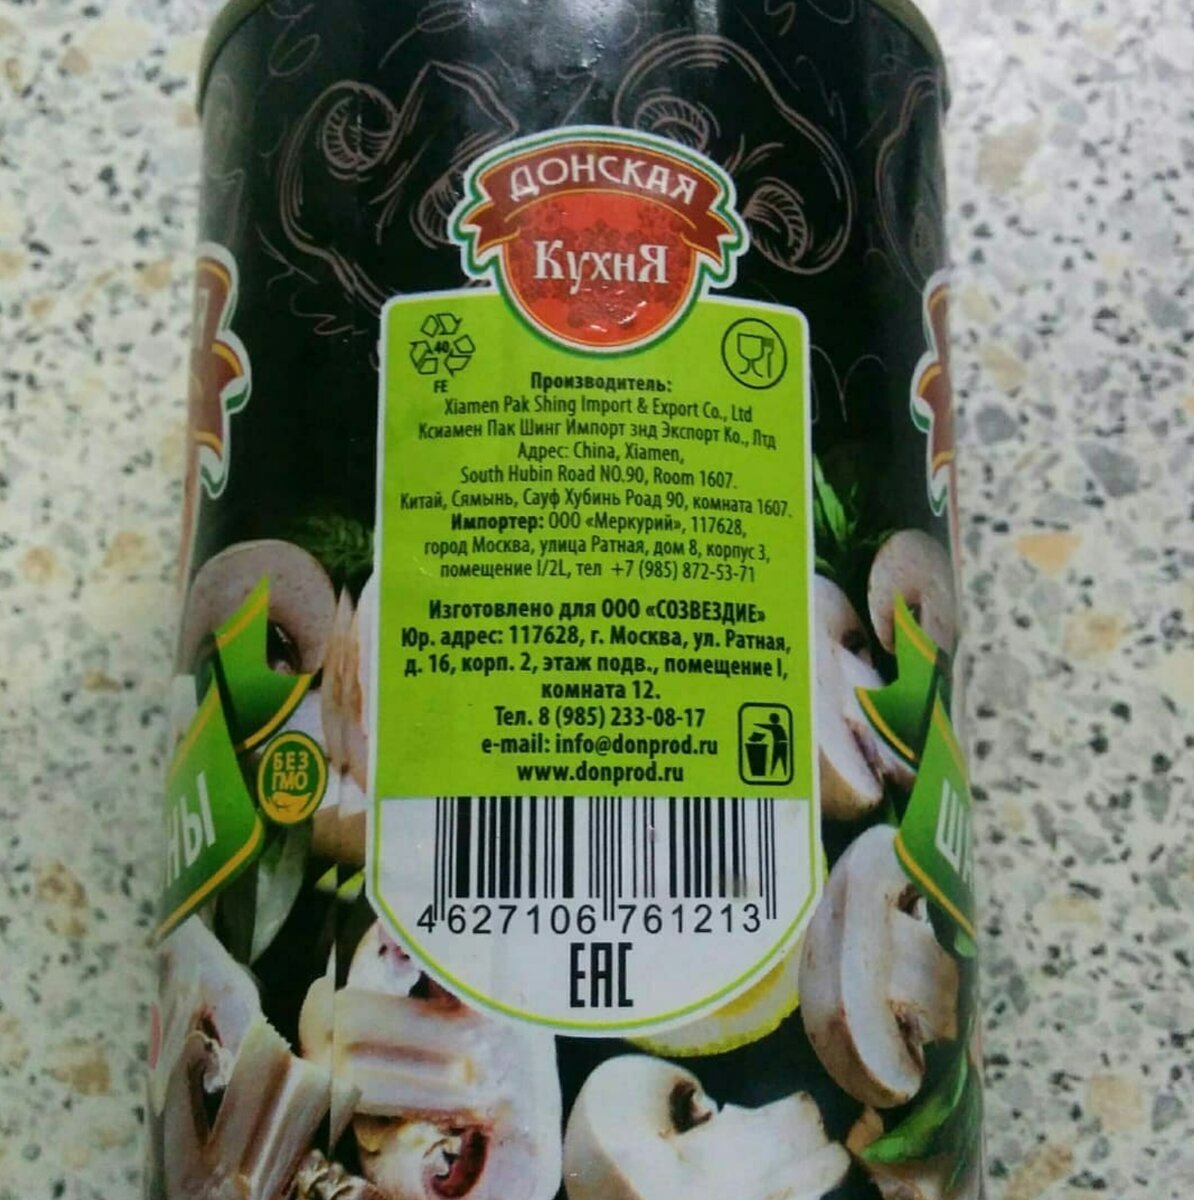 ДОНСКАЯ
КУХНЯ
40
FE
Производитель:
Xiamen Pak Shing Import & Export Co., Ltd
Ксиамен Пак Шинг Импорт энд Экспорт Ко., Лтд
Адрес: China, Xiamen,
South Hubin Road NO.90, Room 1607.
Китай, Сямынь, Сауф Хубинь Роад 90, комната 1607.
Импортер: ООО «Меркурий», 117628,
город Москва, улица Ратная, дом 8, корпус 3,
помещение I/2L, тел +7 (985) 872-53-71
Изготовлено для ООО «СОЗВЕЗДИЕ»
Юр. адрес: 117628, г. Москва, ул. Ратная,
д. 16, корп. 2, этаж подв., помещение I,
комната 12.
Тел. 8 (985) 233-08-17
e-mail: info@donprod.ru
www.donprod.ru
БЕЗ
ГМО
4 627106 761213
EAC